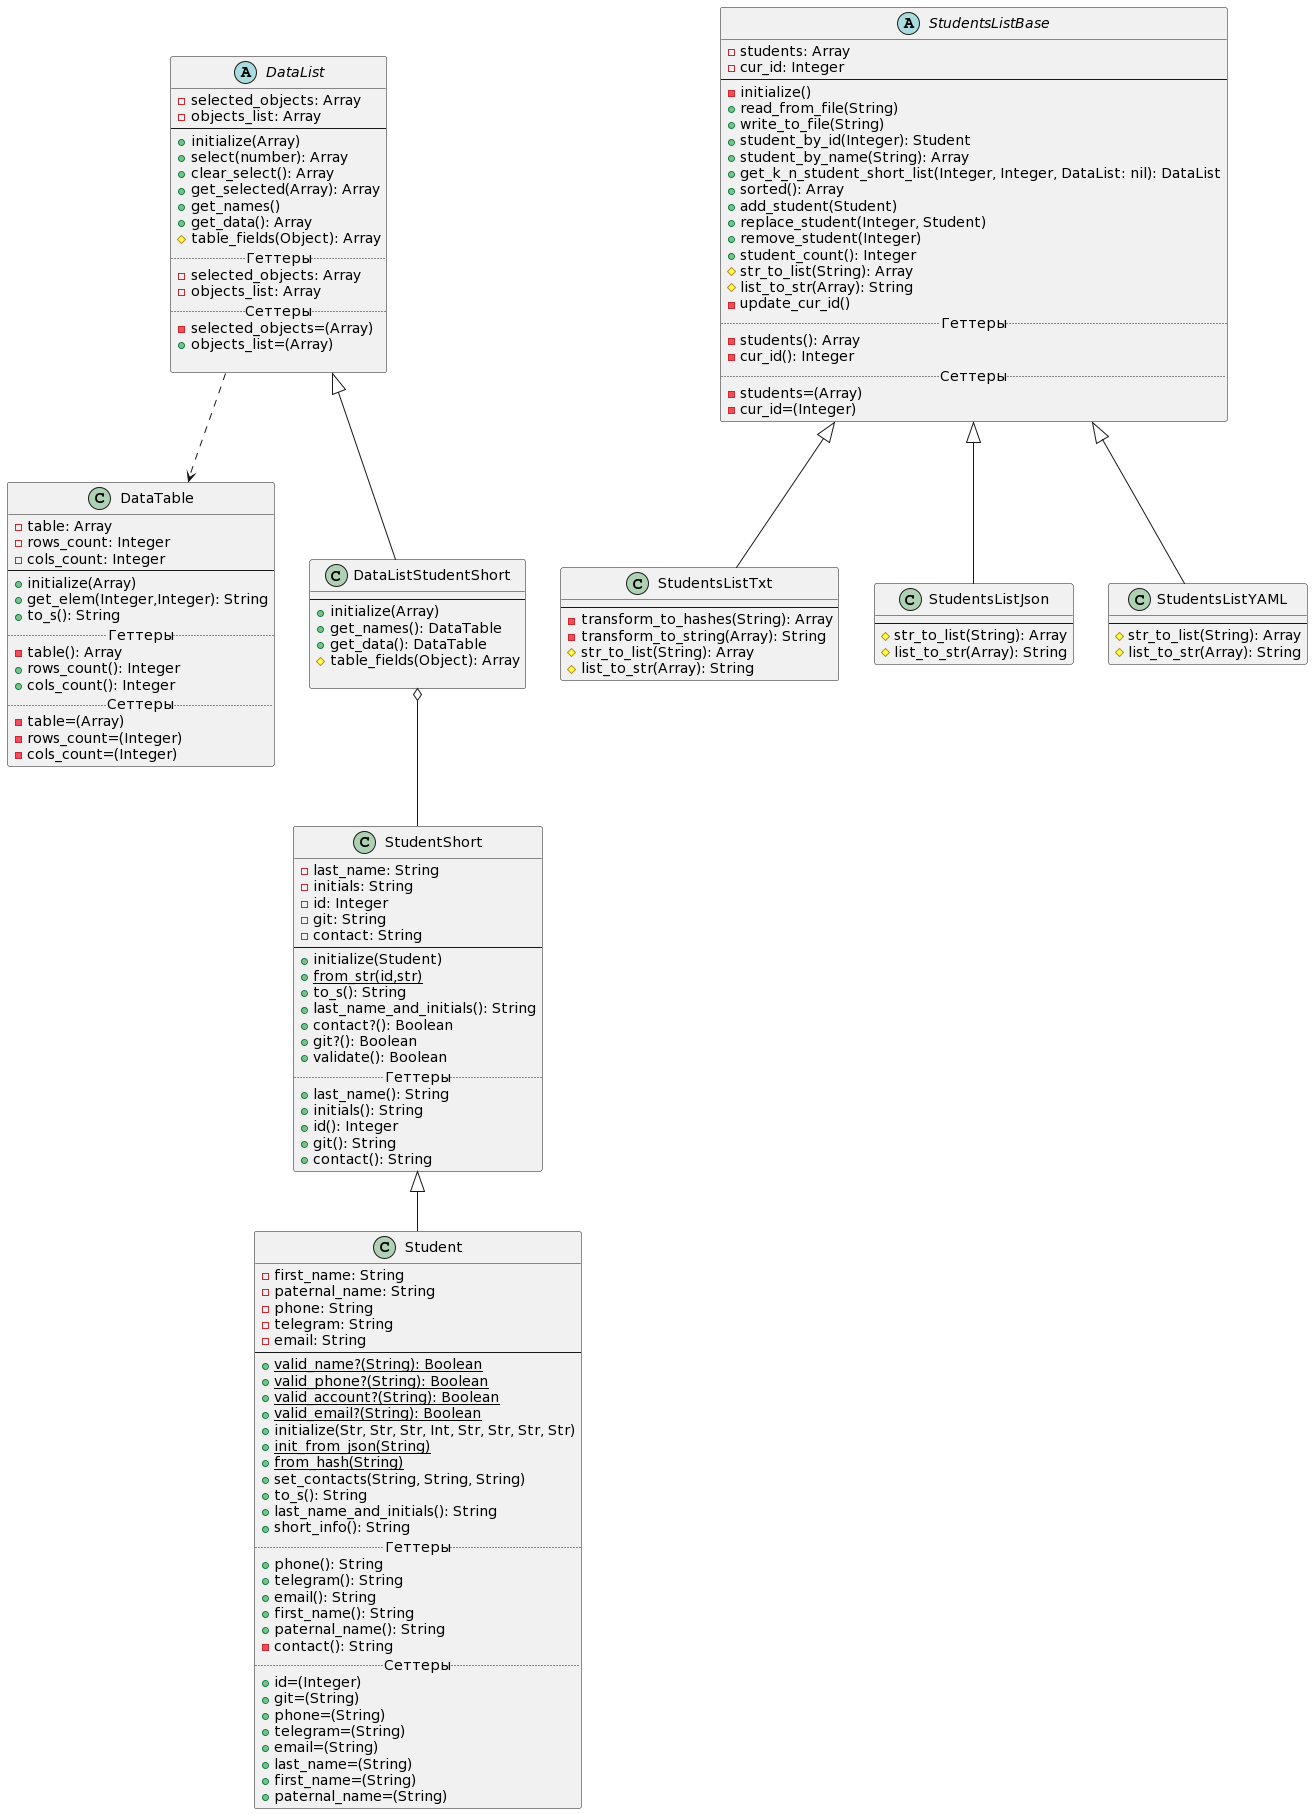 A DataList
selected_objects: Array
objects_list: Array
initialize(Array)
select(number): Array
clear_select(): Array
get_selected(Array): Array
get_names()
get_data(): Array
table_fields(Object): Array
Геттеры
selected_objects: Array
objects_list: Array
Сеттеры
selected_objects=(Array)
objects_list=(Array)
A StudentsListBase
students: Array
cur_id: Integer
initialize()
read_from_file(String)
write_to_file(String)
student_by_id(Integer): Student
student_by_name(String): Array
get_k_n_student_short_list(Integer, Integer, DataList: nil): DataList
sorted(): Array
add_student(Student)
replace_student(Integer, Student)
remove_student(Integer)
student_count(): Integer
str_to_list(String): Array
list_to_str(Array): String
update_cur_id()
Геттеры
students(): Array
cur_id(): Integer
Сеттеры
students=(Array)
cur_id=(Integer)
C DataTable
table: Array
rows_count: Integer
cols_count: Integer
initialize(Array)
get_elem(Integer,Integer): String
to_s(): String
Геттеры
table(): Array
rows_count(): Integer
cols_count(): Integer
Сеттеры
table=(Array)
rows_count=(Integer)
cols_count=(Integer)
C DataListStudentShort
initialize(Array)
get_names(): DataTable
get_data(): DataTable
table_fields(Object): Array
C StudentsListTxt
transform_to_hashes(String): Array
transform_to_string(Array): String
str_to_list(String): Array
list_to_str(Array): String
C StudentsListJson
str_to_list(String): Array
list_to_str(Array): String
C StudentsListYAML
str_to_list(String): Array
list_to_str(Array): String
C StudentShort
last_name: String
initials: String
id: Integer
git: String
contact: String
initialize(Student)
from_str(id,str)
to_s(): String
last_name_and_initials(): String
contact?(): Boolean
git?(): Boolean
validate(): Boolean
Геттеры
last_name(): String
initials(): String
id(): Integer
git(): String
contact(): String
C Student
first_name: String
paternal_name: String
phone: String
telegram: String
email: String
valid_name?(String): Boolean
valid_phone?(String): Boolean
valid_account?(String): Boolean
valid_email?(String): Boolean
initialize(Str, Str, Str, Int, Str, Str, Str, Str)
init_from_json(String)
from_hash(String)
set_contacts(String, String, String)
to_s(): String
last_name_and_initials(): String
short_info(): String
Геттеры
phone(): String
telegram(): String
email(): String
first_name(): String
paternal_name(): String
contact(): String
Сеттеры
id=(Integer)
git=(String)
phone=(String)
telegram=(String)
email=(String)
last_name=(String)
first_name=(String)
paternal_name=(String)